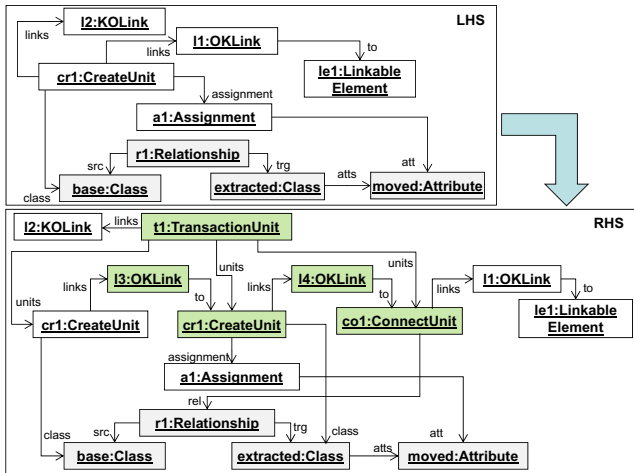 l2:KOLink
LHS
links
l1:OKLink
links
to
cr1:CreateUnit
le1:Linkable
Element
assignment
a1:Assignment
r1:Relationship
att
src
trg
base:Class
extracted:Class
atts
moved:Attribute
class
RHS
l2:KOLink
links
t1:TransactionUnit
l3:OKLink
units
l4:OKLink
l1:OKLink
links
links
units
links
units
to
to
to
cr1:CreateUnit
cr1:CreateUnit
co1:ConnectUnit
le1:Linkable
Element
assignment
a1:Assignment
rel
r1:Relationship
src
trg
class
class
att
base:Class
extracted:Class
atts
moved:Attribute